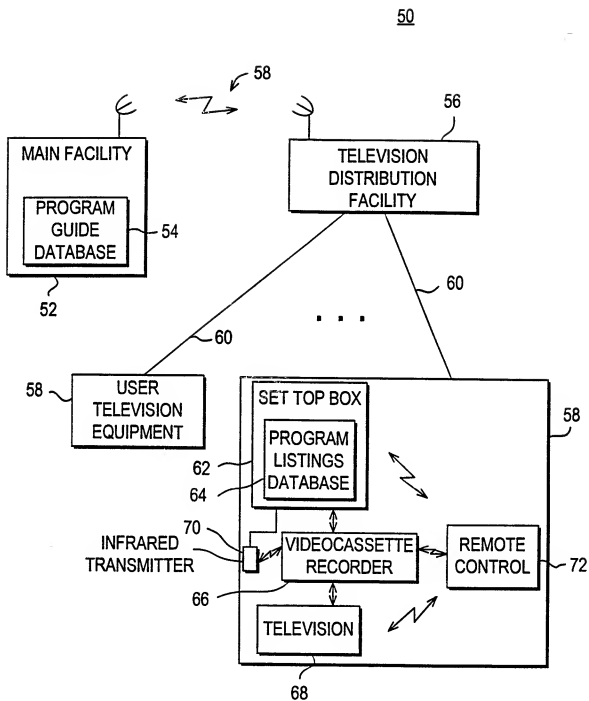 50
58
56
MAIN FACILITY
PROGRAM
GUIDE
DATABASE
54
52
TELEVISION
DISTRIBUTION
FACILITY
60
60
. . .
58
USER
TELEVISION
EQUIPMENT
58
SET TOP BOX
PROGRAM
LISTINGS
DATABASE
62
64
70
INFRARED
TRANSMITTER
VIDEOCASSETTE
RECORDER
66
REMOTE
CONTROL
72
TELEVISION
68